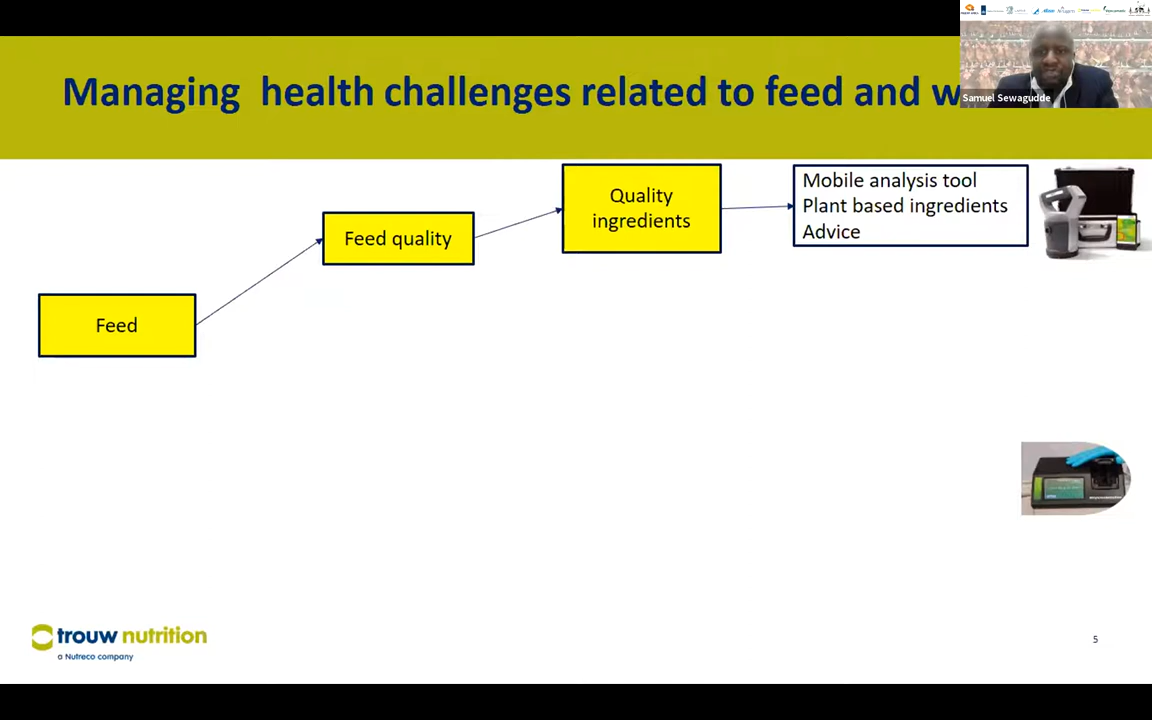 Managing health challenges related to feed and w
Samuel Sewagudde
Quality
ingredients
Mobile analysis tool
Plant based ingredients
Advice
Feed quality
Feed
trouw nutrition
a Nutreco company
5